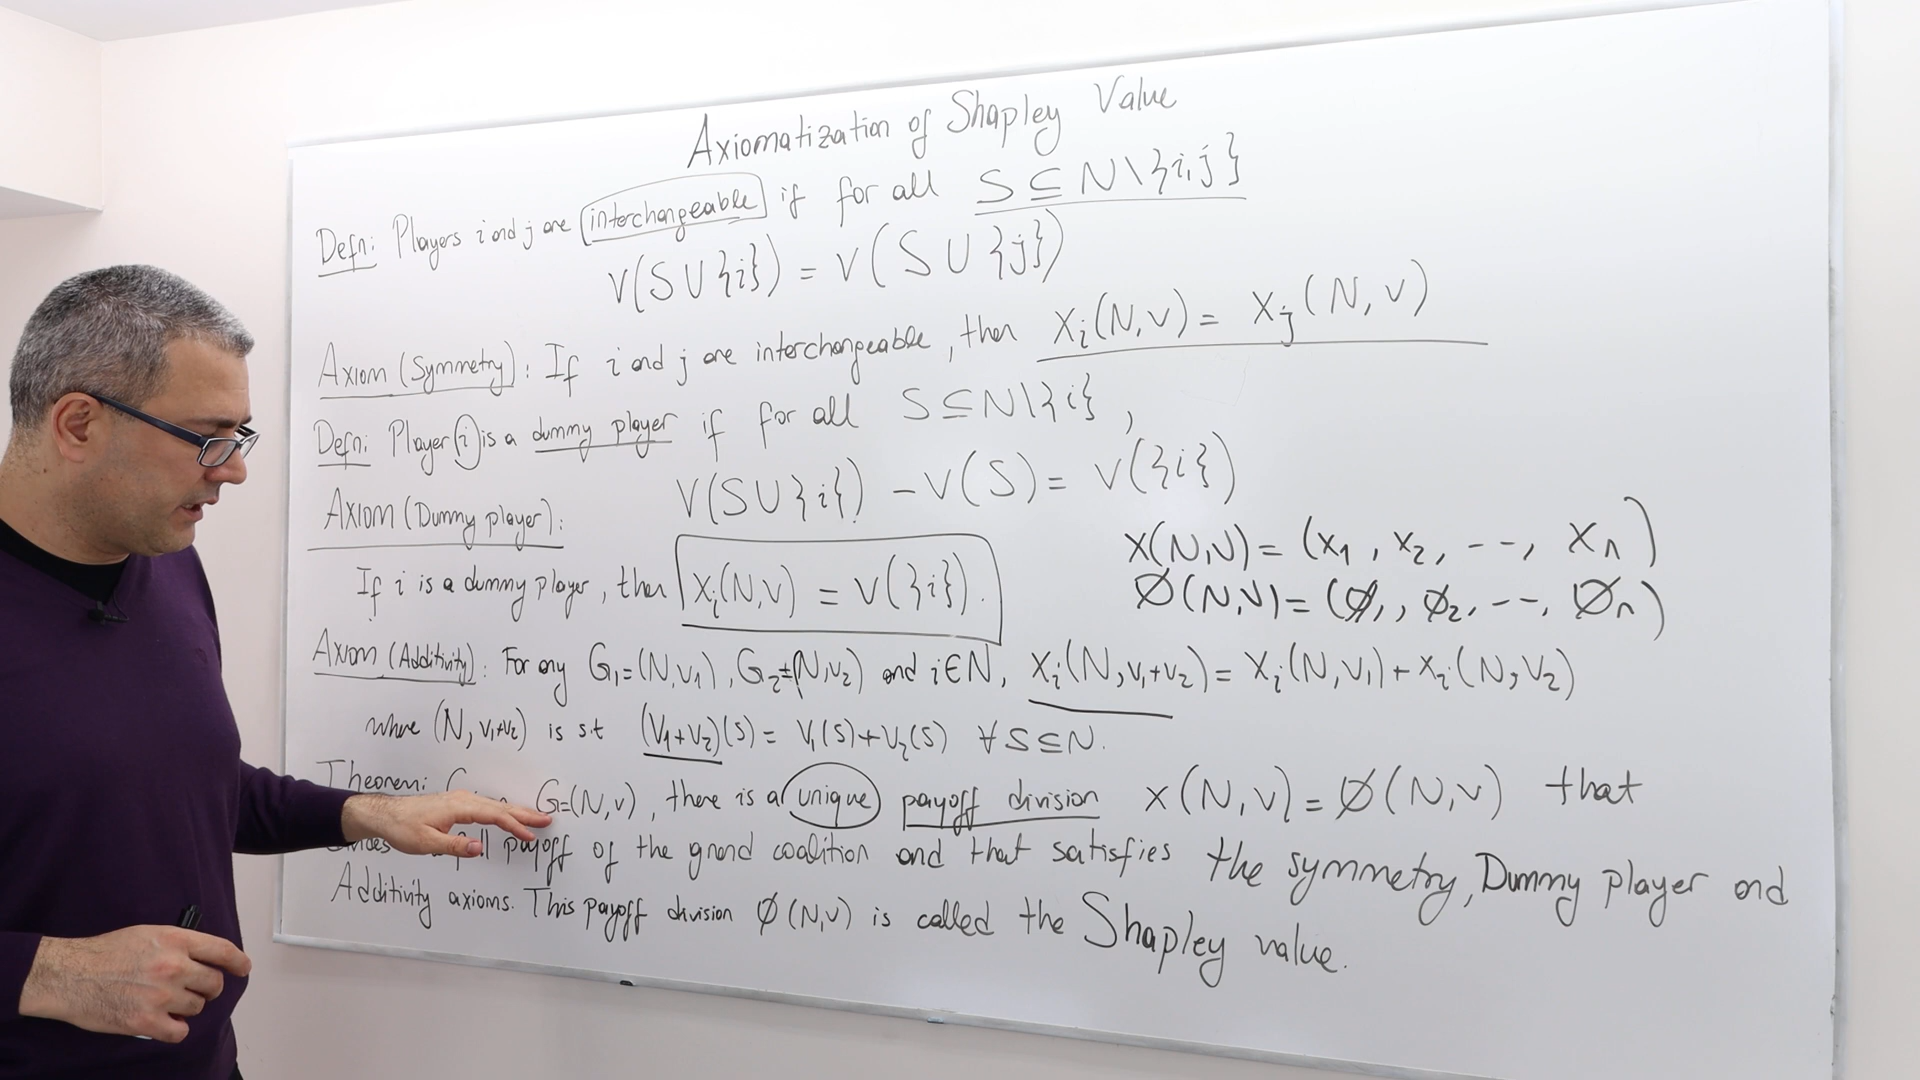 Axiomatization of Shapley Value
Defn: Players i and j are interchangeable if for all S ⊆ N\{i,j}
V(S∪{i}) = V(S∪{j})
Axiom (Symmetry): If i and j are interchangeable, then Xi(N,V) = Xj(N,V)
Defn: Player i is a dummy player if for all S⊆N\{i},
V(S∪{i}) - V(S) = V({i})
Axiom (Dummy player):
If i is a dummy player, then Xi(N,V) = V({i}).
X(N,V) = (X1, X2, --, Xn)
Ø(N,V) = (Ø1, Ø2, --, Øn)
Axiom (Additivity): For any G1=(N,V1), G2=(N,V2) and i∈N, Xi(N,V1+V2) = Xi(N,V1)+Xi(N,V2)
where (N, V1+V2) is s.t (V1+V2)(S) = V1(S)+V2(S) ∀S⊆N.
Theorem: G=(N,V), there is a unique payoff division X(N,V) = Ø(N,V) that
payoff of the grand coalition and that satisfies the symmetry, Dummy player and
Additivity axioms. This payoff division Ø(N,V) is called the Shapley value.